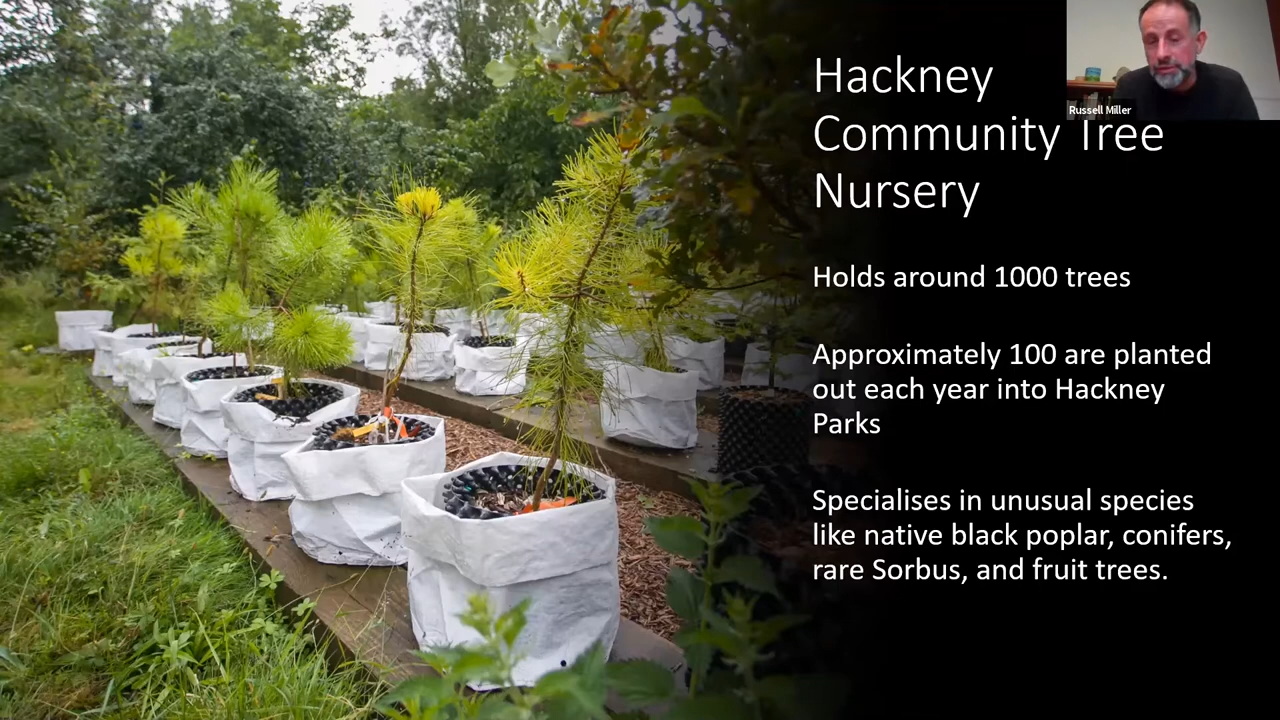 Hackney
Community Tree
Nursery
Russell Miller
Holds around 1000 trees
Approximately 100 are planted
out each year into Hackney
Parks
Specialises in unusual species
like native black poplar, conifers,
rare Sorbus, and fruit trees.